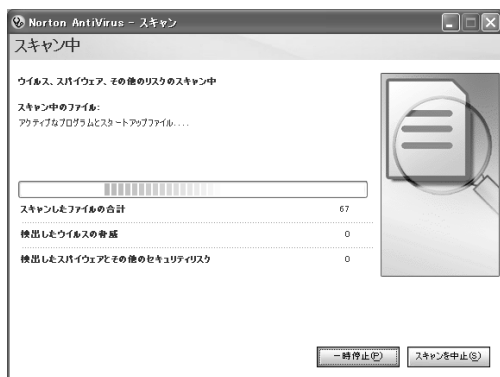 Norton AntiVirus - スキャン
スキャン中
ウイルス、スパイウェア、その他のリスクのスキャン中
スキャン中のファイル:
アクティブなプログラムとスタートアップファイル....
スキャンしたファイルの合計 67
検出したウイルスの脅威 0
検出したスパイウェアとその他のセキュリティリスク 0
一時停止(P) スキャンを中止(S)